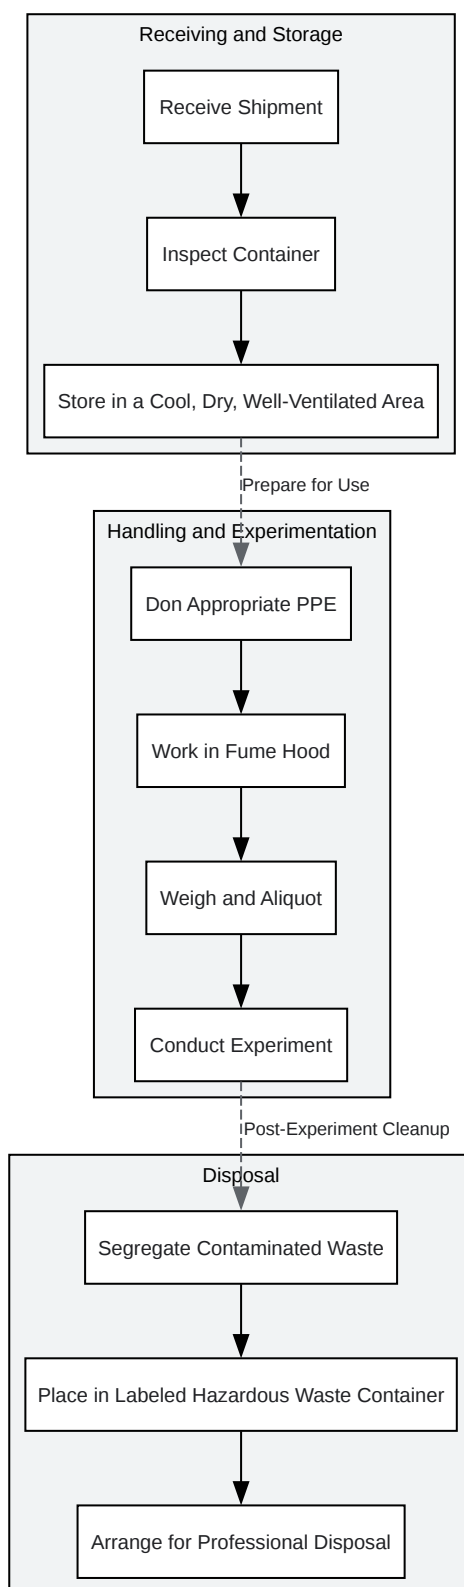 Receiving and Storage
Receive Shipment
Inspect Container
Store in a Cool, Dry, Well-Ventilated Area
Prepare for Use
Handling and Experimentation
Don Appropriate PPE
Work in Fume Hood
Weigh and Aliquot
Conduct Experiment
Post-Experiment Cleanup
Disposal
Segregate Contaminated Waste
Place in Labeled Hazardous Waste Container
Arrange for Professional Disposal